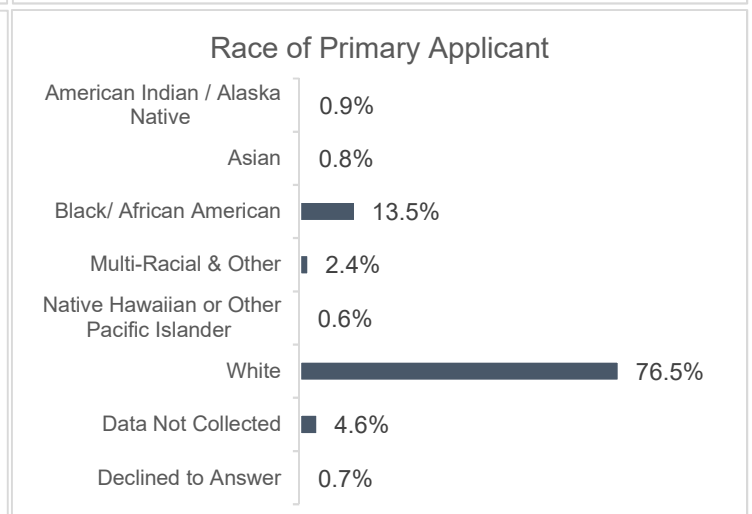 Race of Primary Applicant
American Indian / Alaska
Native
0.9%
Asian
0.8%
Black/ African American
13.5%
Multi-Racial & Other
2.4%
Native Hawaiian or Other
Pacific Islander
0.6%
White
76.5%
Data Not Collected
4.6%
Declined to Answer
0.7%